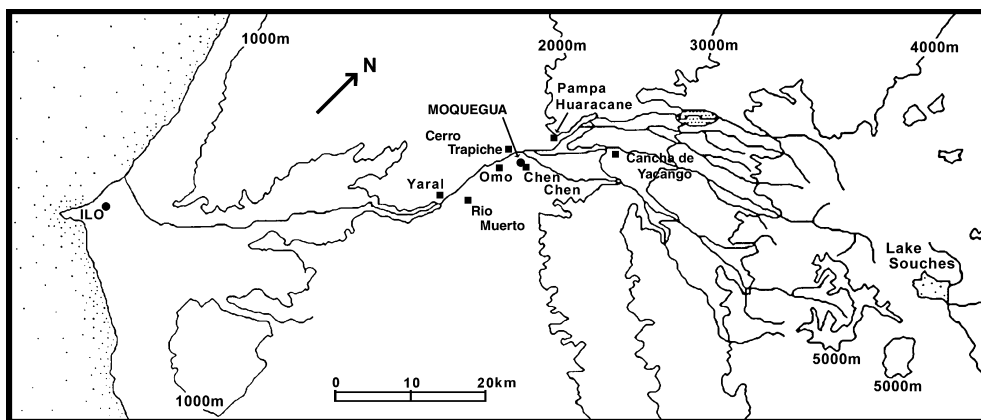 1000m
2000m
3000m
4000m
N
Pampa
Huaracane
MOQUEGUA
Cerro
Trapiche
Cancha de
Yacango
Omo
Chen
Chen
Yaral
Rio
Muerto
ILO
Lake
Souches
5000m
5000m
1000m
0 10 20km